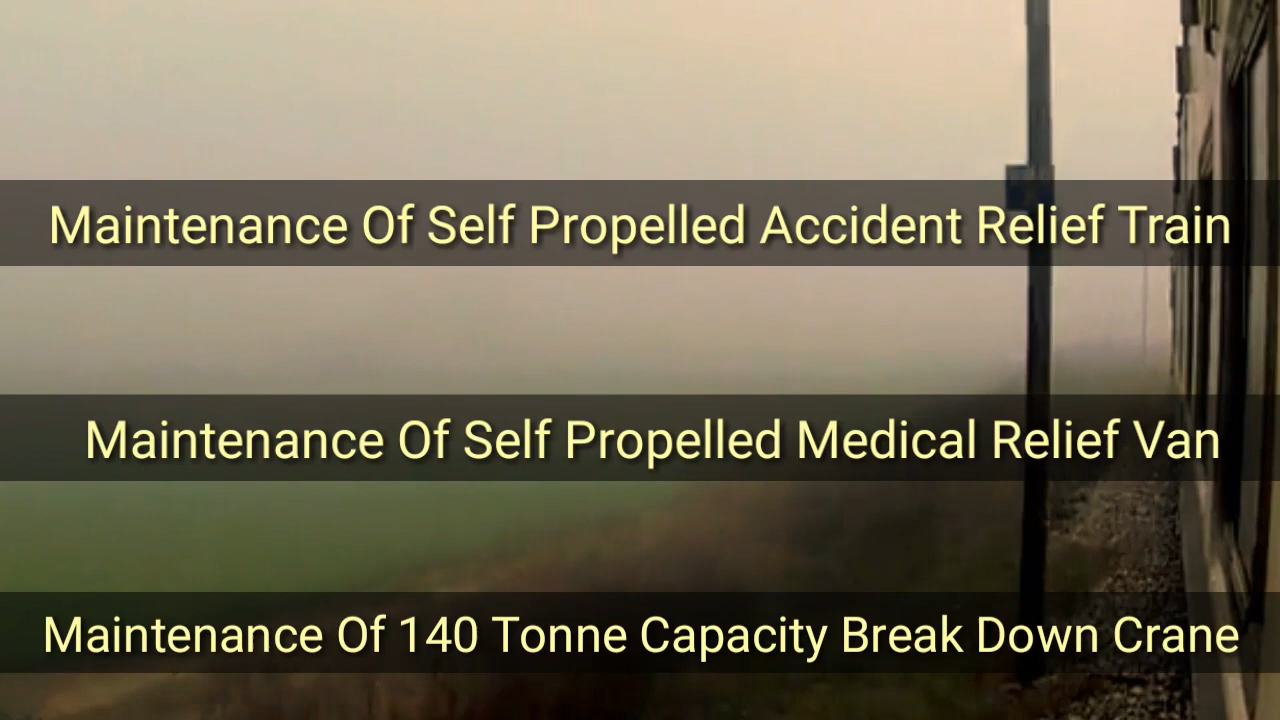 Maintenance Of Self Propelled Accident Relief Train
Maintenance Of Self Propelled Medical Relief Van
Maintenance Of 140 Tonne Capacity Break Down Crane